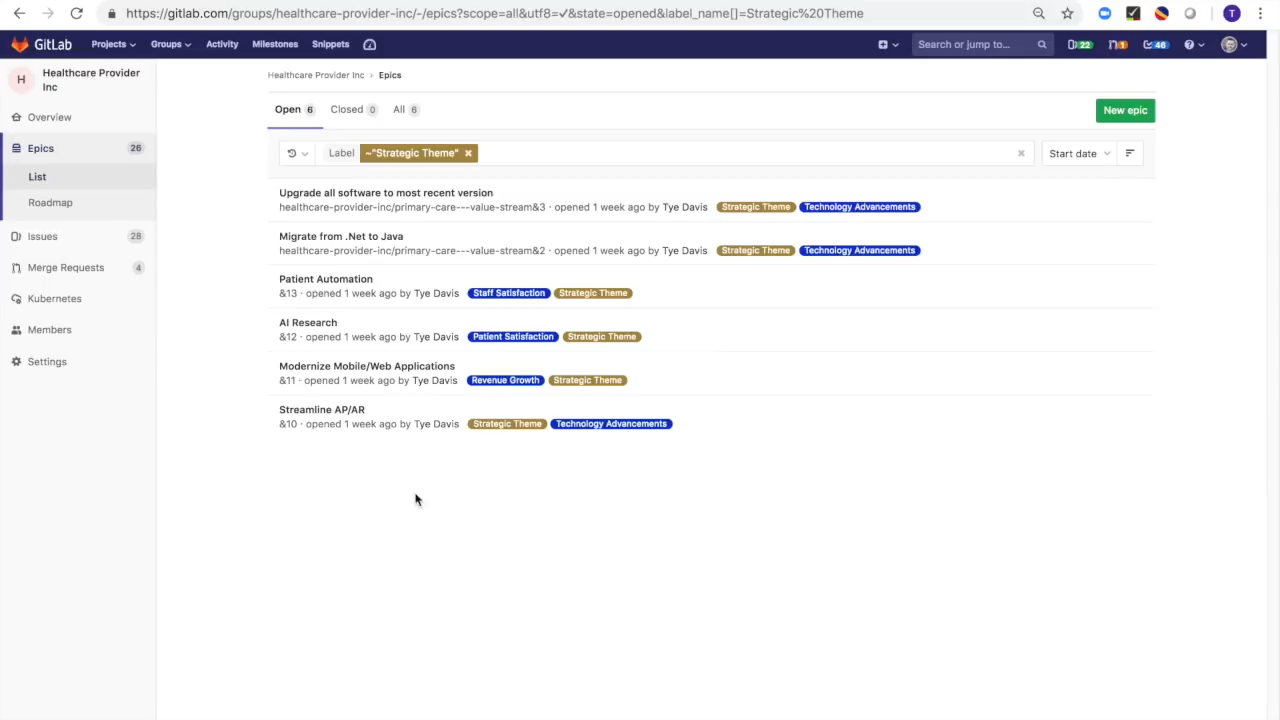 https://gitlab.com/groups/healthcare-provider-inc/-/epics?scope=all&utf8=✓&state=opened&label_name[]=Strategic%20Theme
T
GitLab Projects Groups Activity Milestones Snippets Search or jump to... 22 1 46
H Healthcare Provider Inc
Overview
Epics 26
List
Roadmap
Issues 28
Merge Requests 4
Kubernetes
Members
Settings
Healthcare Provider Inc › Epics
Open 6 Closed 0 All 6 New epic
Label ~"Strategic Theme" Start date
Upgrade all software to most recent version
healthcare-provider-inc/primary-care---value-stream&3 · opened 1 week ago by Tye Davis Strategic Theme Technology Advancements
Migrate from .Net to Java
healthcare-provider-inc/primary-care---value-stream&2 · opened 1 week ago by Tye Davis Strategic Theme Technology Advancements
Patient Automation
&13 · opened 1 week ago by Tye Davis Staff Satisfaction Strategic Theme
AI Research
&12 · opened 1 week ago by Tye Davis Patient Satisfaction Strategic Theme
Modernize Mobile/Web Applications
&11 · opened 1 week ago by Tye Davis Revenue Growth Strategic Theme
Streamline AP/AR
&10 · opened 1 week ago by Tye Davis Strategic Theme Technology Advancements